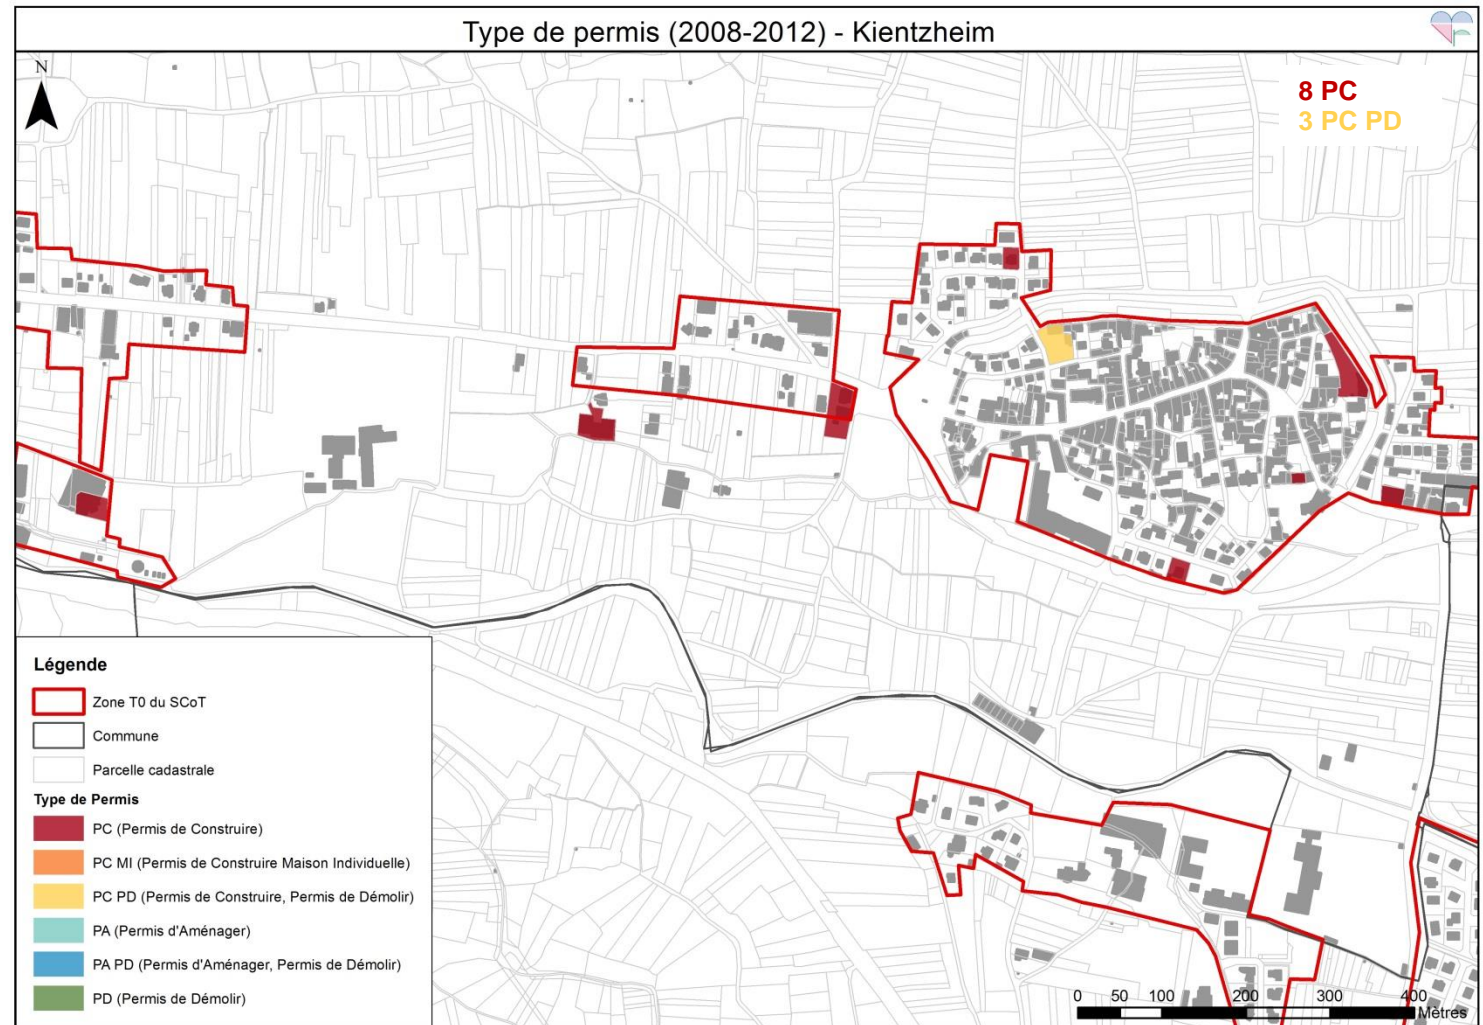 Type de permis (2008-2012) - Kientzheim
N
8 PC
3 PC PD
Légende
Zone T0 du SCoT
Commune
Parcelle cadastrale
Type de Permis
PC (Permis de Construire)
PC MI (Permis de Construire Maison Individuelle)
PC PD (Permis de Construire, Permis de Démolir)
PA (Permis d'Aménager)
PA PD (Permis d'Aménager, Permis de Démolir)
PD (Permis de Démolir)
0 50 100 200 300 400
Mètres